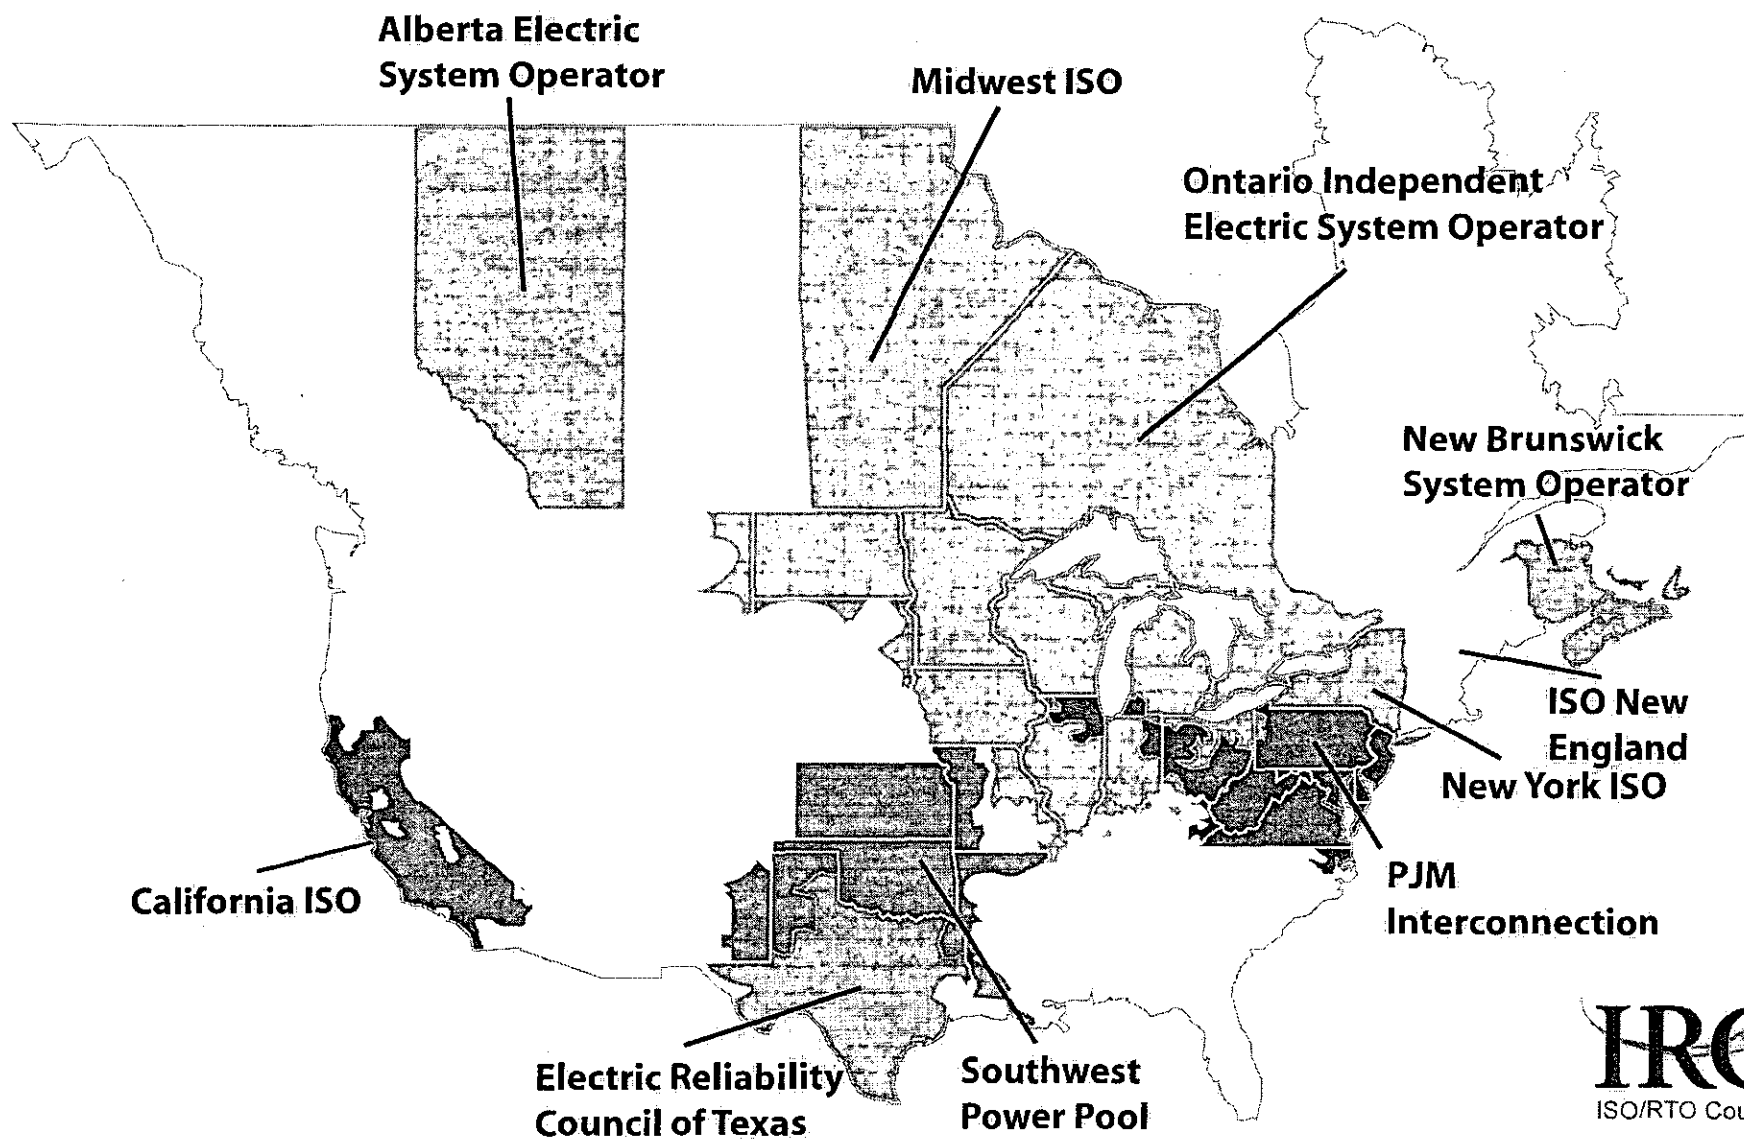 Alberta Electric
System Operator
Midwest ISO
Ontario Independent
Electric System Operator
New Brunswick
System Operator
ISO New
England
New York ISO
PJM
Interconnection
California ISO
Electric Reliability
Council of Texas
Southwest
Power Pool
IRC
ISO/RTO Cou